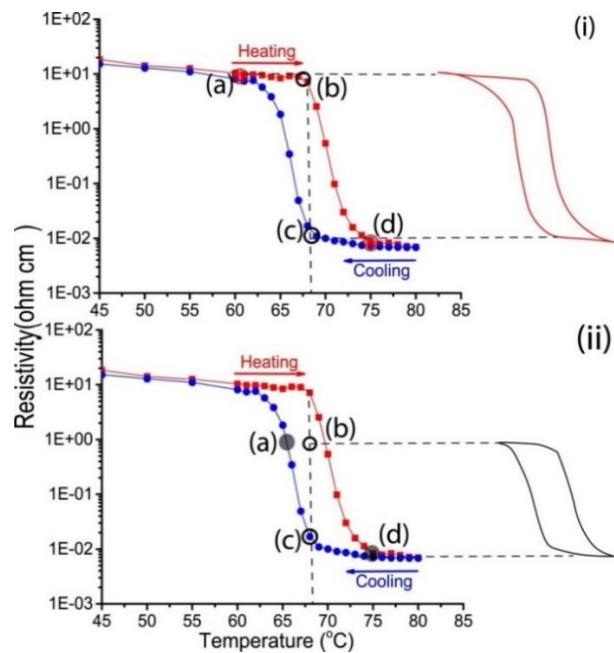 1E+02
(i)
Heating
1E+01
(a)
(b)
1E+00
1E-01
(c)
(d)
1E-02
Cooling
1E-03
45 50 55 60 65 70 75 80 85
Resistivity(ohm cm)
1E+02
(ii)
Heating
1E+01
(a)
(b)
1E+00
1E-01
(c)
(d)
1E-02
Cooling
1E-03
45 50 55 60 65 70 75 80 85
Temperature (°C)